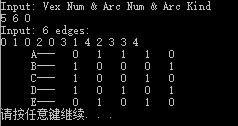 Input: Vex Num & Arc Num & Arc Kind
5 6 0
Input: 6 edges:
0 1 0 2 0 3 1 4 2 3 3 4
A—— 0 1 1 1 0
B—— 1 0 0 0 1
C—— 1 0 0 1 0
D—— 1 0 1 0 1
E—— 0 1 0 1 0
请按任意键继续. . .